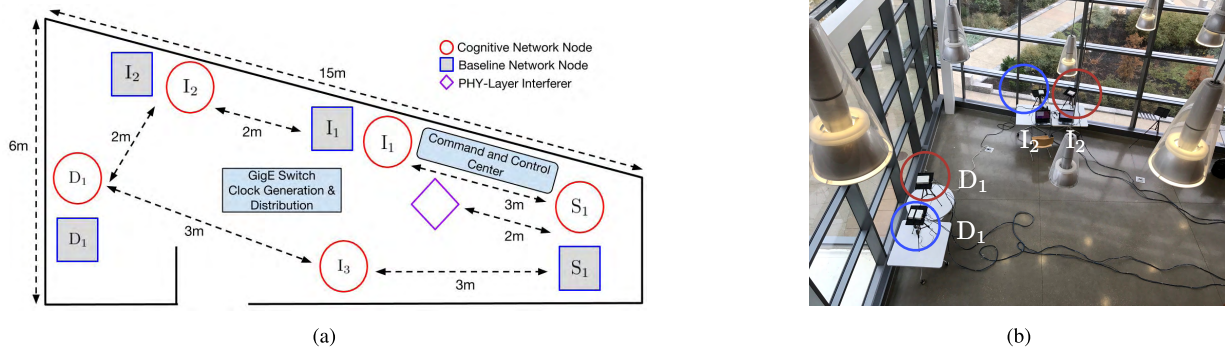 Cognitive Network Node
Baseline Network Node
PHY-Layer Interferer
15m
6m
I₂
I₂
2m
2m
I₁
I₁
Command and Control
Center
D₁
GigE Switch
Clock Generation &
Distribution
3m
S₁
2m
D₁
3m
I₃
3m
S₁
(a)
I₂
I₂
D₁
D₁
(b)